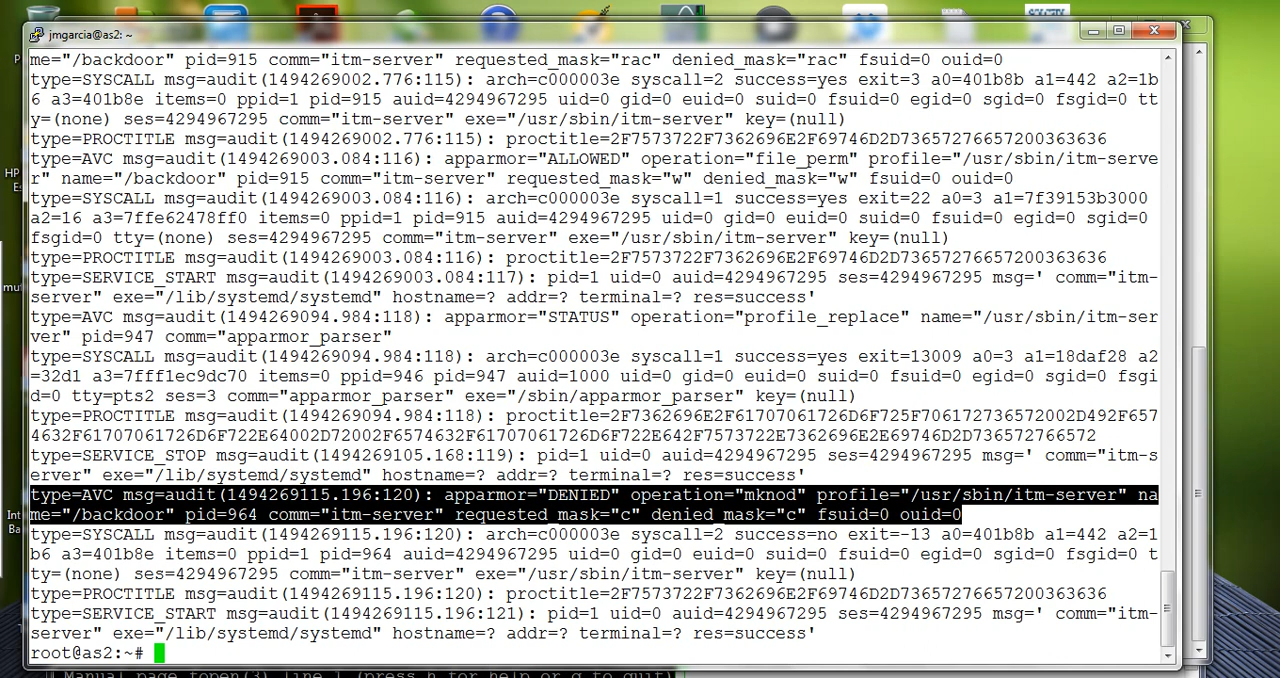 jmgarcia@as2: ~
me="/backdoor" pid=915 comm="itm-server" requested_mask="rac" denied_mask="rac" fsuid=0 ouid=0
type=SYSCALL msg=audit(1494269002.776:115): arch=c000003e syscall=2 success=yes exit=3 a0=401b8b a1=442 a2=1b
6 a3=401b8e items=0 ppid=1 pid=915 auid=4294967295 uid=0 gid=0 euid=0 suid=0 fsuid=0 egid=0 sgid=0 fsgid=0 tt
y=(none) ses=4294967295 comm="itm-server" exe="/usr/sbin/itm-server" key=(null)
type=PROCTITLE msg=audit(1494269002.776:115): proctitle=2F7573722F7362696E2F69746D2D73657276657200363636
type=AVC msg=audit(1494269003.084:116): apparmor="ALLOWED" operation="file_perm" profile="/usr/sbin/itm-serve
r" name="/backdoor" pid=915 comm="itm-server" requested_mask="w" denied_mask="w" fsuid=0 ouid=0
type=SYSCALL msg=audit(1494269003.084:116): arch=c000003e syscall=1 success=yes exit=22 a0=3 a1=7f39153b3000
a2=16 a3=7ffe62478ff0 items=0 ppid=1 pid=915 auid=4294967295 uid=0 gid=0 euid=0 suid=0 fsuid=0 egid=0 sgid=0
fsgid=0 tty=(none) ses=4294967295 comm="itm-server" exe="/usr/sbin/itm-server" key=(null)
type=PROCTITLE msg=audit(1494269003.084:116): proctitle=2F7573722F7362696E2F69746D2D73657276657200363636
type=SERVICE_START msg=audit(1494269003.084:117): pid=1 uid=0 auid=4294967295 ses=4294967295 msg=' comm="itm-
server" exe="/lib/systemd/systemd" hostname=? addr=? terminal=? res=success'
type=AVC msg=audit(1494269094.984:118): apparmor="STATUS" operation="profile_replace" name="/usr/sbin/itm-ser
ver" pid=947 comm="apparmor_parser"
type=SYSCALL msg=audit(1494269094.984:118): arch=c000003e syscall=1 success=yes exit=13009 a0=3 a1=18daf28 a2
=32d1 a3=7fff1ec9dc70 items=0 ppid=946 pid=947 auid=1000 uid=0 gid=0 euid=0 suid=0 fsuid=0 egid=0 sgid=0 fsgi
d=0 tty=pts2 ses=3 comm="apparmor_parser" exe="/sbin/apparmor_parser" key=(null)
type=PROCTITLE msg=audit(1494269094.984:118): proctitle=2F7362696E2F61707061726D6F725F706172736572002D492F657
4632F61707061726D6F722E64002D72002F6574632F61707061726D6F722E642F7573722E7362696E2E69746D2D736572766572
type=SERVICE_STOP msg=audit(1494269105.168:119): pid=1 uid=0 auid=4294967295 ses=4294967295 msg=' comm="itm-s
erver" exe="/lib/systemd/systemd" hostname=? addr=? terminal=? res=success'
type=AVC msg=audit(1494269115.196:120): apparmor="DENIED" operation="mknod" profile="/usr/sbin/itm-server" na
me="/backdoor" pid=964 comm="itm-server" requested_mask="c" denied_mask="c" fsuid=0 ouid=0
type=SYSCALL msg=audit(1494269115.196:120): arch=c000003e syscall=2 success=no exit=-13 a0=401b8b a1=442 a2=1
b6 a3=401b8e items=0 ppid=1 pid=964 auid=4294967295 uid=0 gid=0 euid=0 suid=0 fsuid=0 egid=0 sgid=0 fsgid=0 t
ty=(none) ses=4294967295 comm="itm-server" exe="/usr/sbin/itm-server" key=(null)
type=PROCTITLE msg=audit(1494269115.196:120): proctitle=2F7573722F7362696E2F69746D2D73657276657200363636
type=SERVICE_START msg=audit(1494269115.196:121): pid=1 uid=0 auid=4294967295 ses=4294967295 msg=' comm="itm-
server" exe="/lib/systemd/systemd" hostname=? addr=? terminal=? res=success'
root@as2:~#
HP
Es
mut
Int
Ba
Manual page fopen(3) line 1 (press h for help or q to quit)